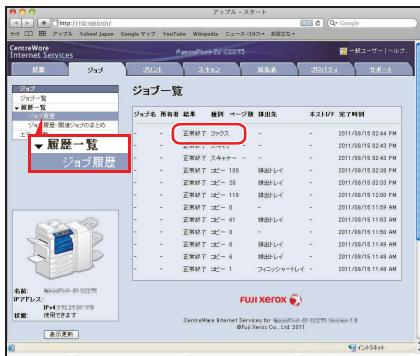 アップル - スタート
http://192.168.0.101/
Google
アップル Yahoo! Japan Google マップ YouTube Wikipedia ニュース (187) お役立ち
CentreWare
Internet Services
一般ユーザー | ヘルプ
状態 ジョブ プリント スキャン 宛先表 プロパティ サポート
ジョブ
ジョブ一覧
▼ 履歴一覧
ジョブ履歴
▼ 履歴一覧
ジョブ履歴
ジョブ一覧
ジョブ名 所有者 結果 種別 ページ数 排出先 ホストI/F 完了時刻
- - 正常終了 ファクス - - 2011/08/15 02:44 PM
- - 正常終了 スキャナー - - - 2011/08/15 02:43 PM
- - 正常終了 スキャナー - - - 2011/08/15 02:43 PM
- - 正常終了 コピー 100 排出トレイ - 2011/08/15 02:38 PM
- - 正常終了 コピー 20 排出トレイ - 2011/08/15 02:33 PM
- - 正常終了 コピー 119 排出トレイ - 2011/08/15 12:00 PM
- - 正常終了 コピー 0 - - 2011/08/15 11:59 AM
- - 正常終了 コピー 61 排出トレイ - 2011/08/15 11:53 AM
- - 正常終了 コピー 0 - - 2011/08/15 11:50 AM
- - 正常終了 コピー 6 排出トレイ - 2011/08/15 11:49 AM
- - 正常終了 コピー 6 排出トレイ - 2011/08/15 11:48 AM
- - 正常終了 コピー 1 フィニッシャートレイ - 2011/08/15 11:48 AM
名前:
IPアドレス:
IPv4:
状態: 使用できます
表示更新
FUJI XEROX
CentreWare Internet Services for
©Fuji Xerox Co., Ltd. 2011
インターネット